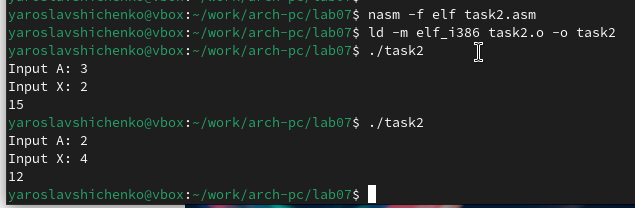 yaroslavshichenko@vbox:~/work/arch-pc/lab07$ nasm -f elf task2.asm
yaroslavshichenko@vbox:~/work/arch-pc/lab07$ ld -m elf_i386 task2.o -o task2
yaroslavshichenko@vbox:~/work/arch-pc/lab07$ ./task2
Input A: 3
Input X: 2
15
yaroslavshichenko@vbox:~/work/arch-pc/lab07$ ./task2
Input A: 2
Input X: 4
12
yaroslavshichenko@vbox:~/work/arch-pc/lab07$